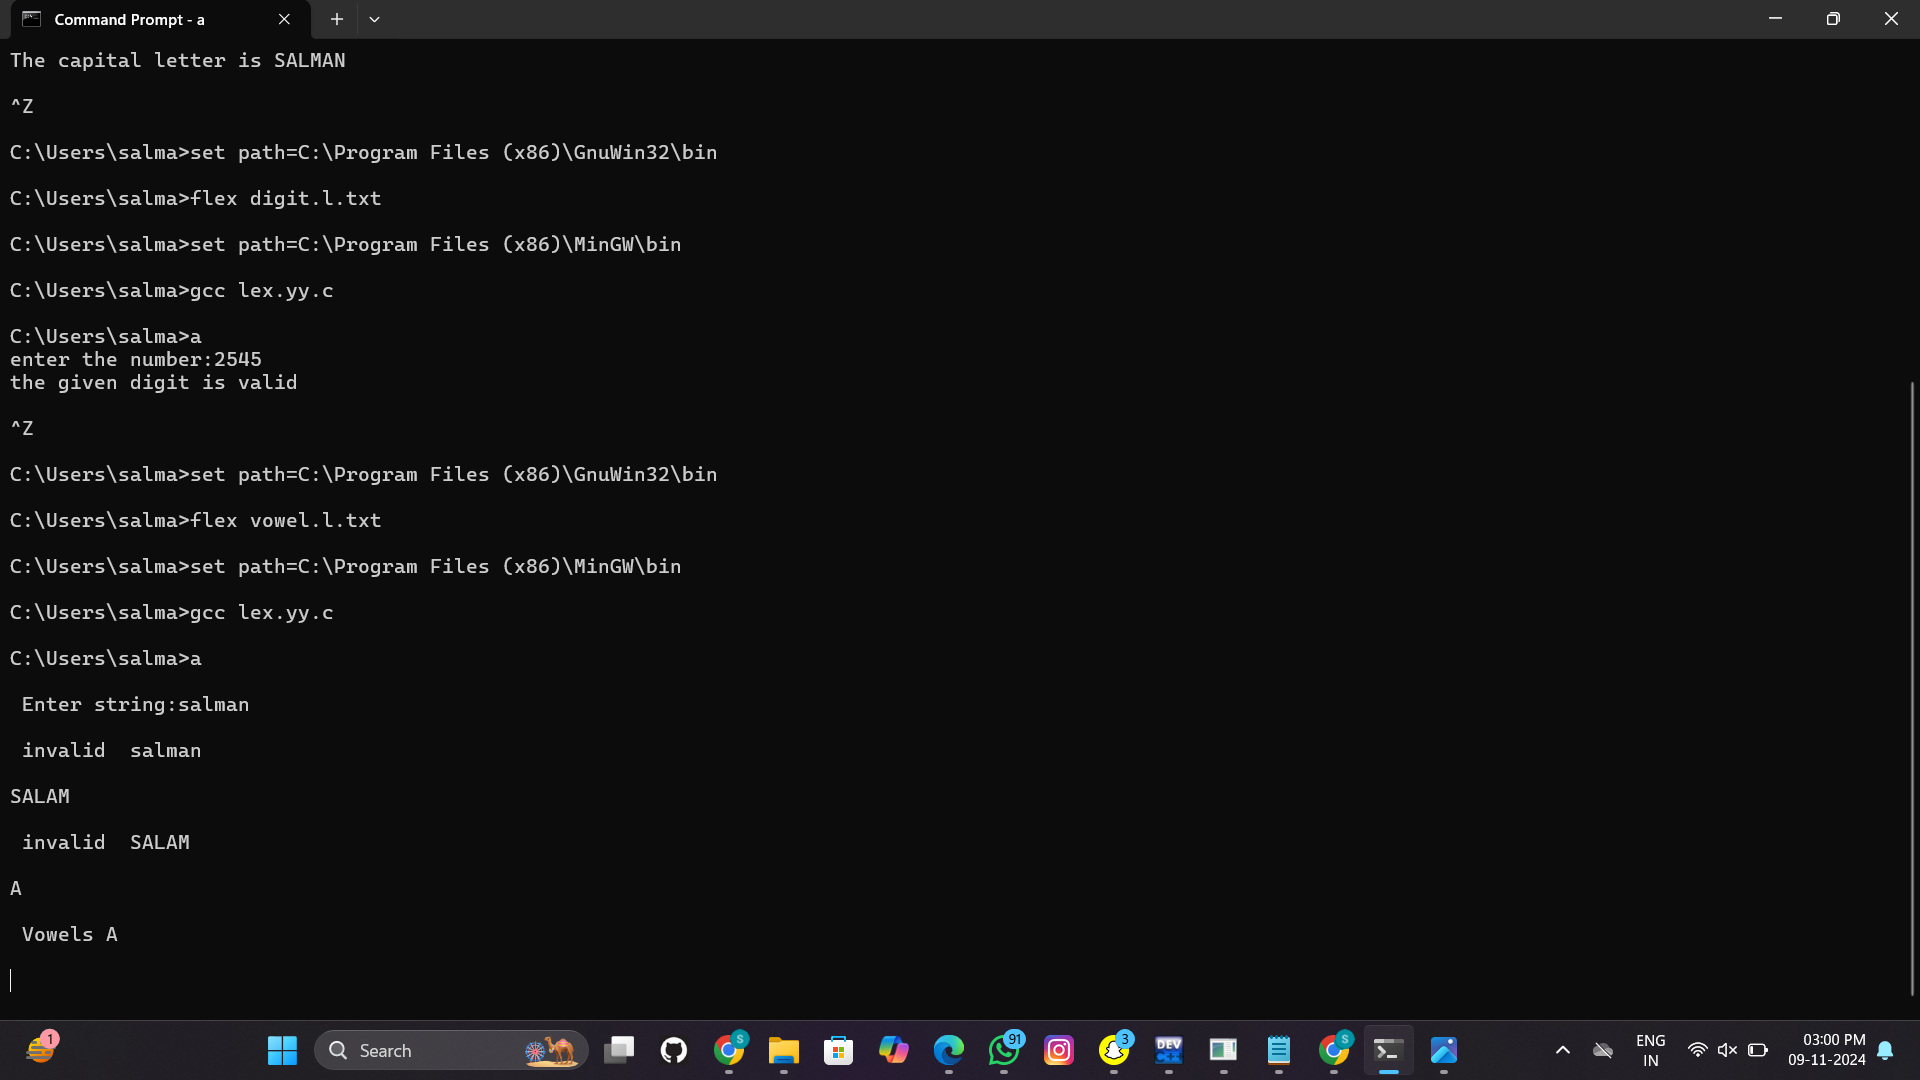 Command Prompt - a
The capital letter is SALMAN
^Z
C:\Users\salma>set path=C:\Program Files (x86)\GnuWin32\bin
C:\Users\salma>flex digit.l.txt
C:\Users\salma>set path=C:\Program Files (x86)\MinGW\bin
C:\Users\salma>gcc lex.yy.c
C:\Users\salma>a
enter the number:2545
the given digit is valid
^Z
C:\Users\salma>set path=C:\Program Files (x86)\GnuWin32\bin
C:\Users\salma>flex vowel.l.txt
C:\Users\salma>set path=C:\Program Files (x86)\MinGW\bin
C:\Users\salma>gcc lex.yy.c
C:\Users\salma>a
 Enter string:salman
 invalid  salman
SALAM
 invalid  SALAM
A
 Vowels A
1
Search
S
91
3
DEV
S
ENG
IN
03:00 PM
09-11-2024